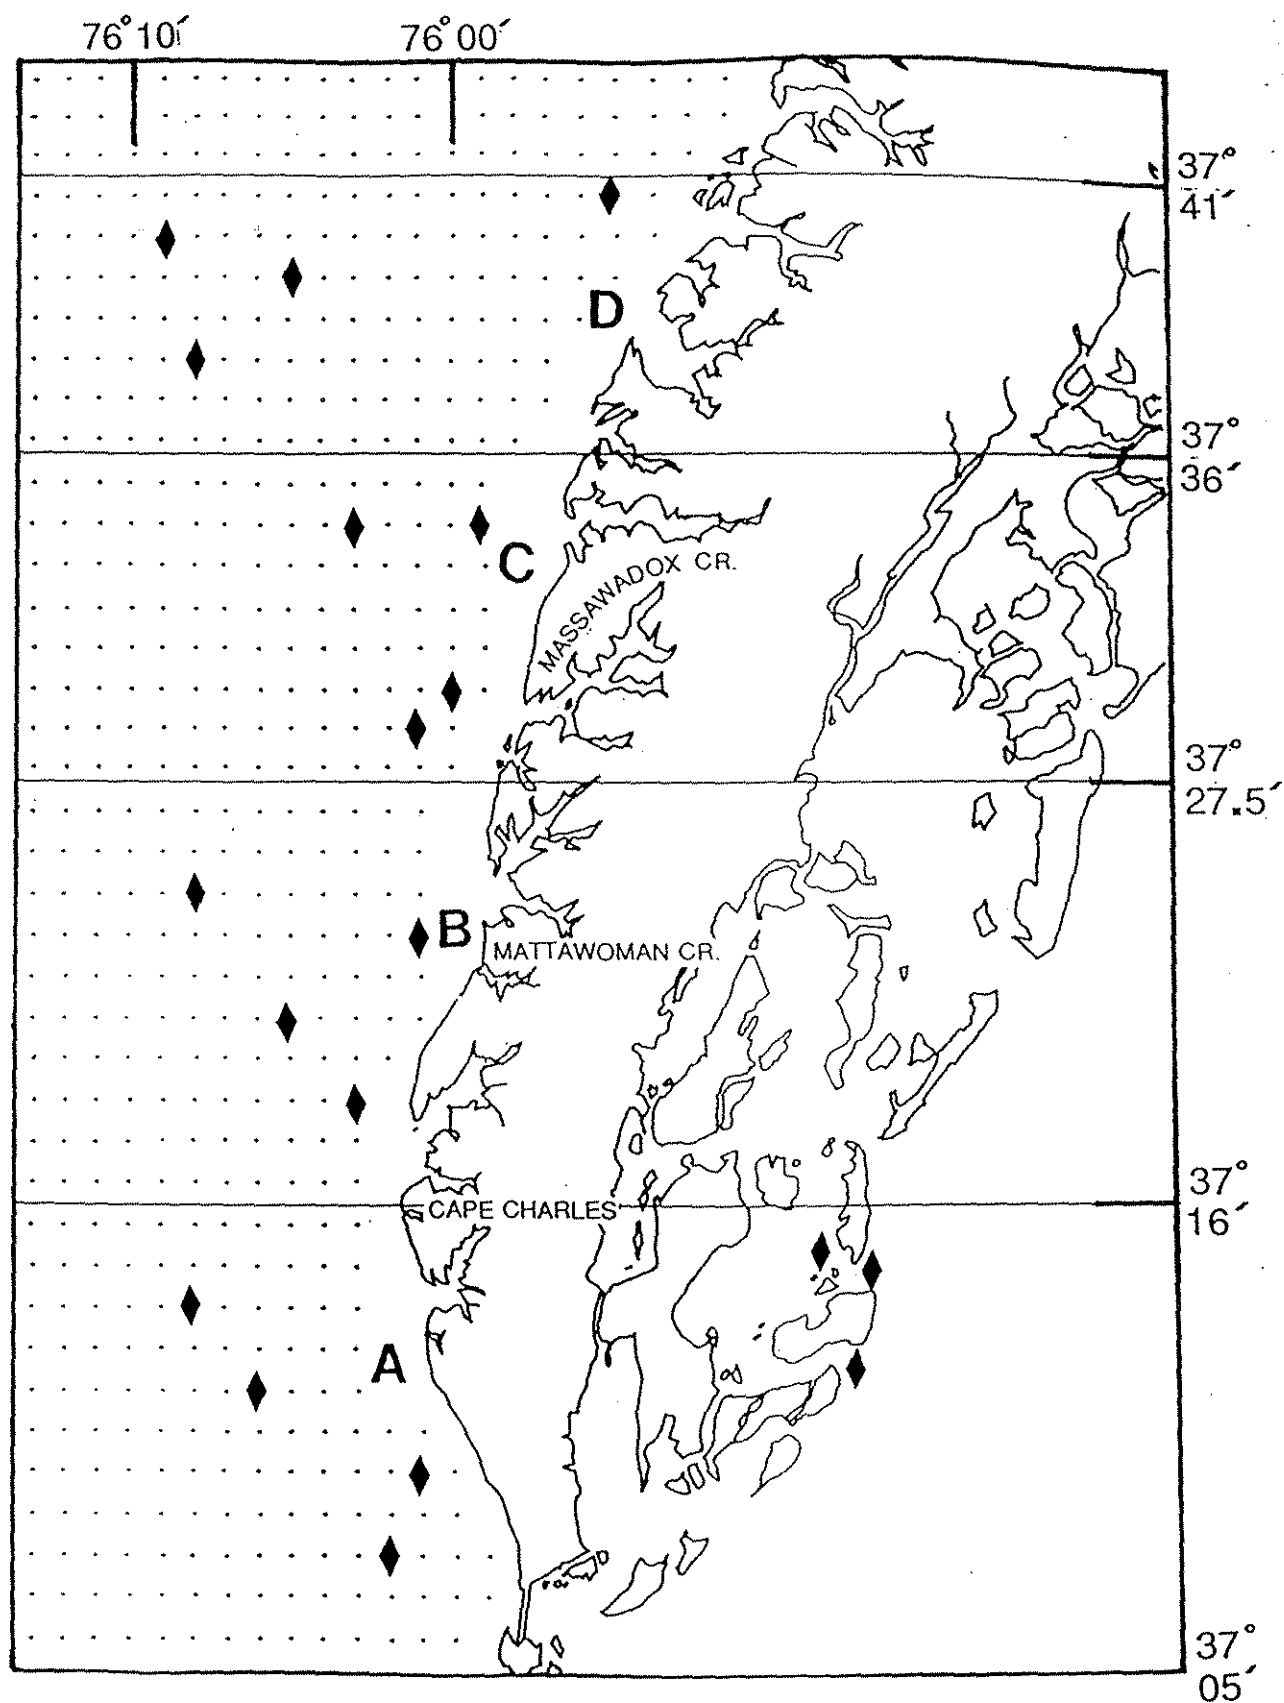 76°10′
76°00′
37°
41′
D
37°
36′
C
MASSAWADOX CR.
37°
27.5′
B
MATTAWOMAN CR.
37°
16′
CAPE CHARLES
A
37°
05′